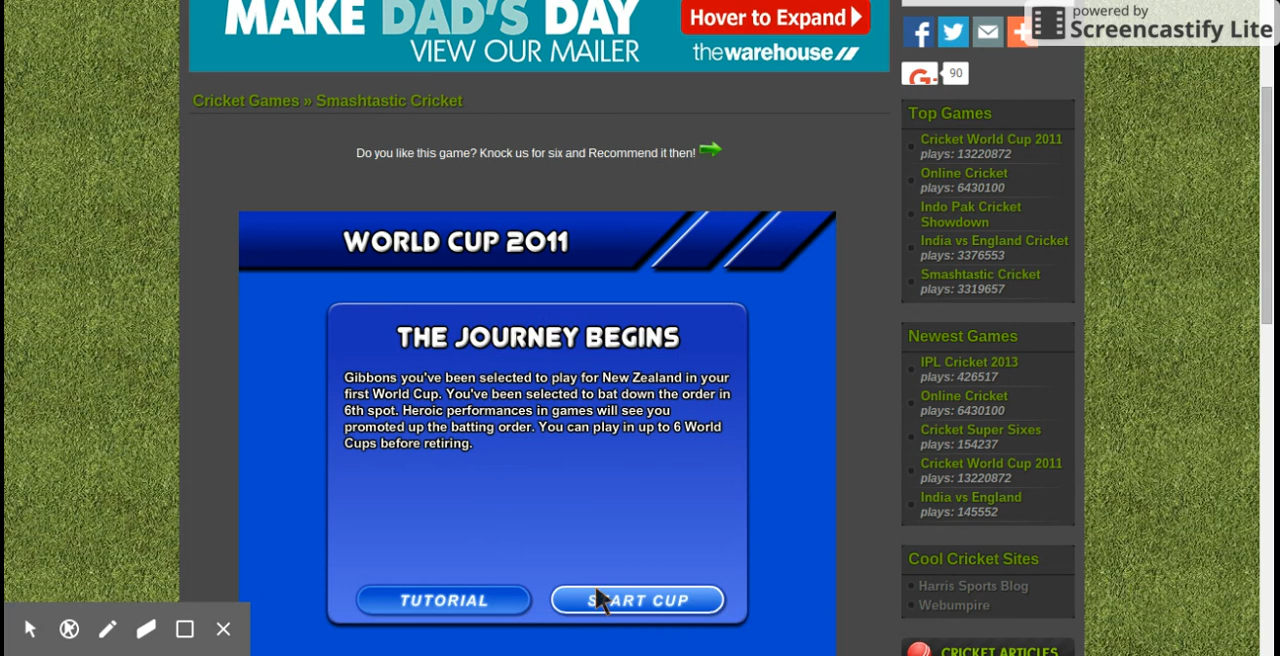 MAKE DAD'S DAY
VIEW OUR MAILER
Hover to Expand
thewarehouse
powered by
Screencastify Lite
G+
90
Cricket Games » Smashtastic Cricket
Do you like this game? Knock us for six and Recommend it then!
WORLD CUP 2011
THE JOURNEY BEGINS
Gibbons you've been selected to play for New Zealand in your
first World Cup. You've been selected to bat down the order in
6th spot. Heroic performances in games will see you
promoted up the batting order. You can play in up to 6 World
Cups before retiring.
TUTORIAL
START CUP
Top Games
Cricket World Cup 2011
plays: 13220872
Online Cricket
plays: 6430100
Indo Pak Cricket
Showdown
India vs England Cricket
plays: 3376553
Smashtastic Cricket
plays: 3319657
Newest Games
IPL Cricket 2013
plays: 426517
Online Cricket
plays: 6430100
Cricket Super Sixes
plays: 154237
Cricket World Cup 2011
plays: 13220872
India vs England
plays: 145552
Cool Cricket Sites
Harris Sports Blog
Webumpire
CRICKET ARTICLES